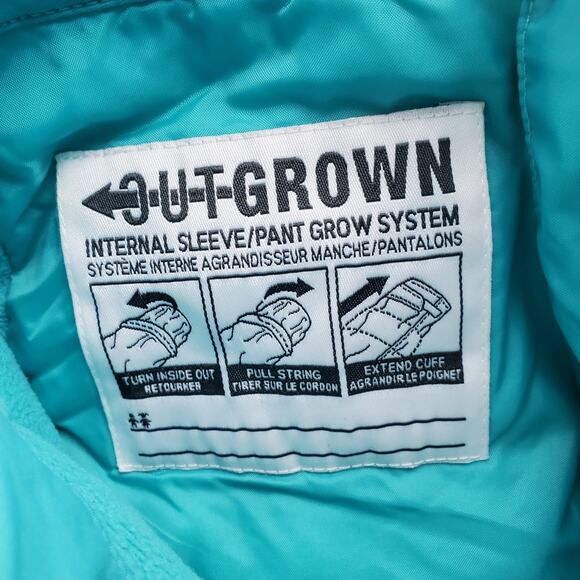 OUTGROWN
INTERNAL SLEEVE/PANT GROW SYSTEM
SYSTÈME INTERNE AGRANDISSEUR MANCHE/PANTALONS
TURN INSIDE OUT
RETOURNER
PULL STRING
TIRER SUR LE CORDON
EXTEND CUFF
AGRANDIR LE POIGNET